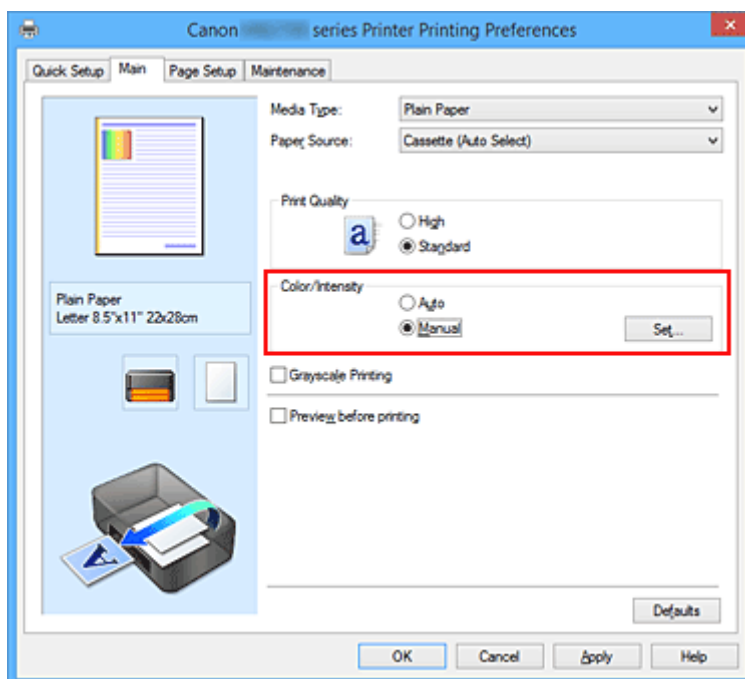 Canon series Printer Printing Preferences
Quick Setup Main Page Setup Maintenance
Media Type: Plain Paper
Paper Source: Cassette (Auto Select)
Print Quality
a
High
Standard
Color/Intensity
Auto
Manual
Set...
Plain Paper
Letter 8.5"x11" 22x28cm
Grayscale Printing
Preview before printing
A
Defaults
OK Cancel Apply Help